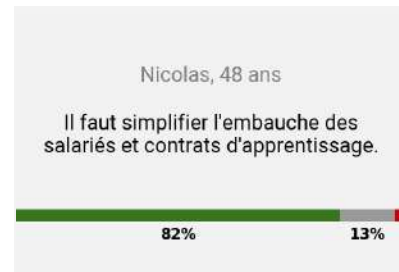 Nicolas, 48 ans
Il faut simplifier l'embauche des
salariés et contrats d'apprentissage.
82% 13%